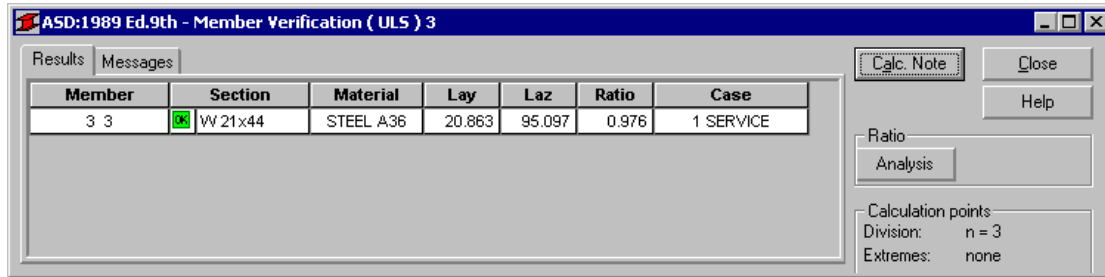 ASD:1989 Ed.9th - Member Verification ( ULS ) 3
Results Messages
Calc. Note Close
Member Section Material Lay Laz Ratio Case
Help
3 3 OK W 21x44 STEEL A36 20.863 95.097 0.976 1 SERVICE
Ratio
Analysis
Calculation points
Division: n = 3
Extremes: none